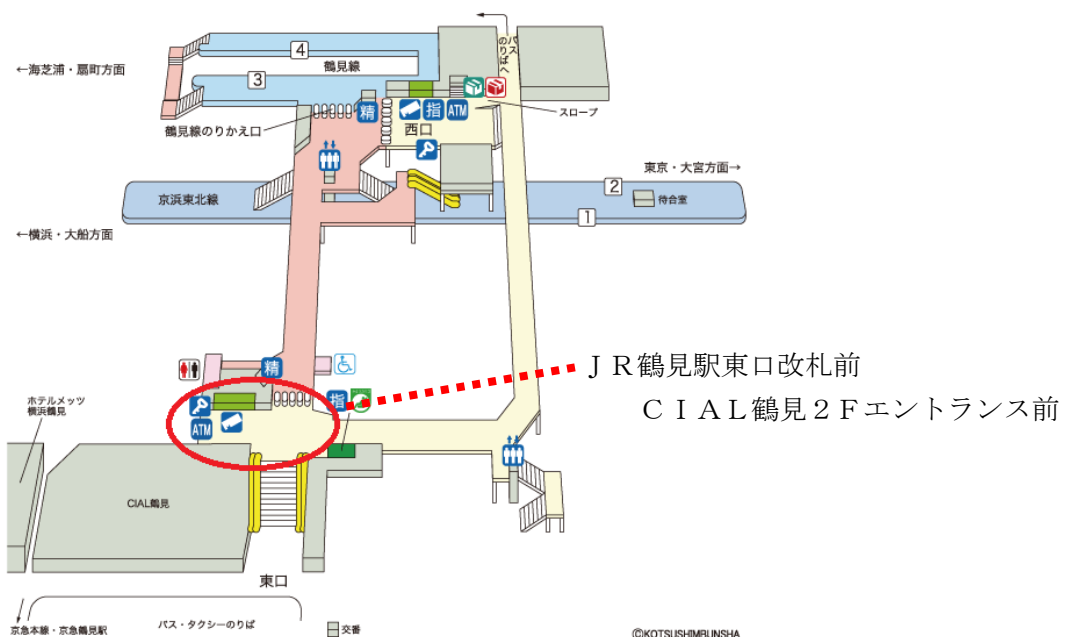 ←海芝浦・扇町方面
4
鶴見線
3
バス
のりばへ
鶴見線のりかえ口
精
指
ATM
西口
スロープ
東京・大宮方面→
京浜東北線
2
待合室
1
←横浜・大船方面
精
指
ATM
ＪＲ鶴見駅東口改札前
ＣＩＡＬ鶴見２Ｆエントランス前
ホテルメッツ
横浜鶴見
CIAL鶴見
東口
京急本線・京急鶴見駅
バス・タクシーのりば
交番
©KOTSUSHIMBUNSHA